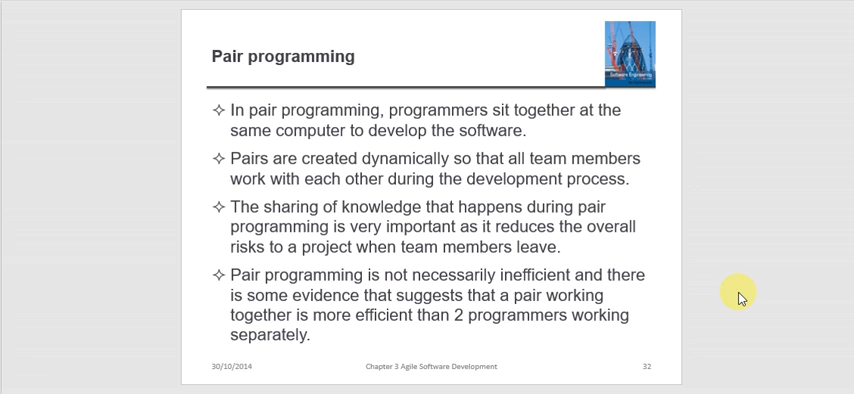 Pair programming
Software Engineering
✧ In pair programming, programmers sit together at the
same computer to develop the software.
✧ Pairs are created dynamically so that all team members
work with each other during the development process.
✧ The sharing of knowledge that happens during pair
programming is very important as it reduces the overall
risks to a project when team members leave.
✧ Pair programming is not necessarily inefficient and there
is some evidence that suggests that a pair working
together is more efficient than 2 programmers working
separately.
30/10/2014
Chapter 3 Agile Software Development
32